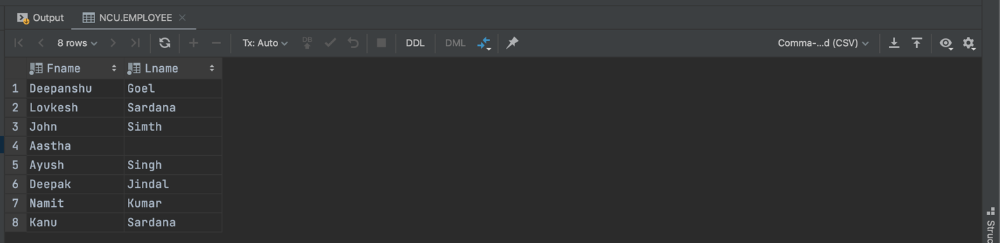 Output NCU.EMPLOYEE
8 rows Tx: Auto DB DDL DML Comma-...d (CSV)
Fname Lname
1 Deepanshu Goel
2 Lovkesh Sardana
3 John Simth
4 Aastha
5 Ayush Singh
6 Deepak Jindal
7 Namit Kumar
8 Kanu Sardana
Struc